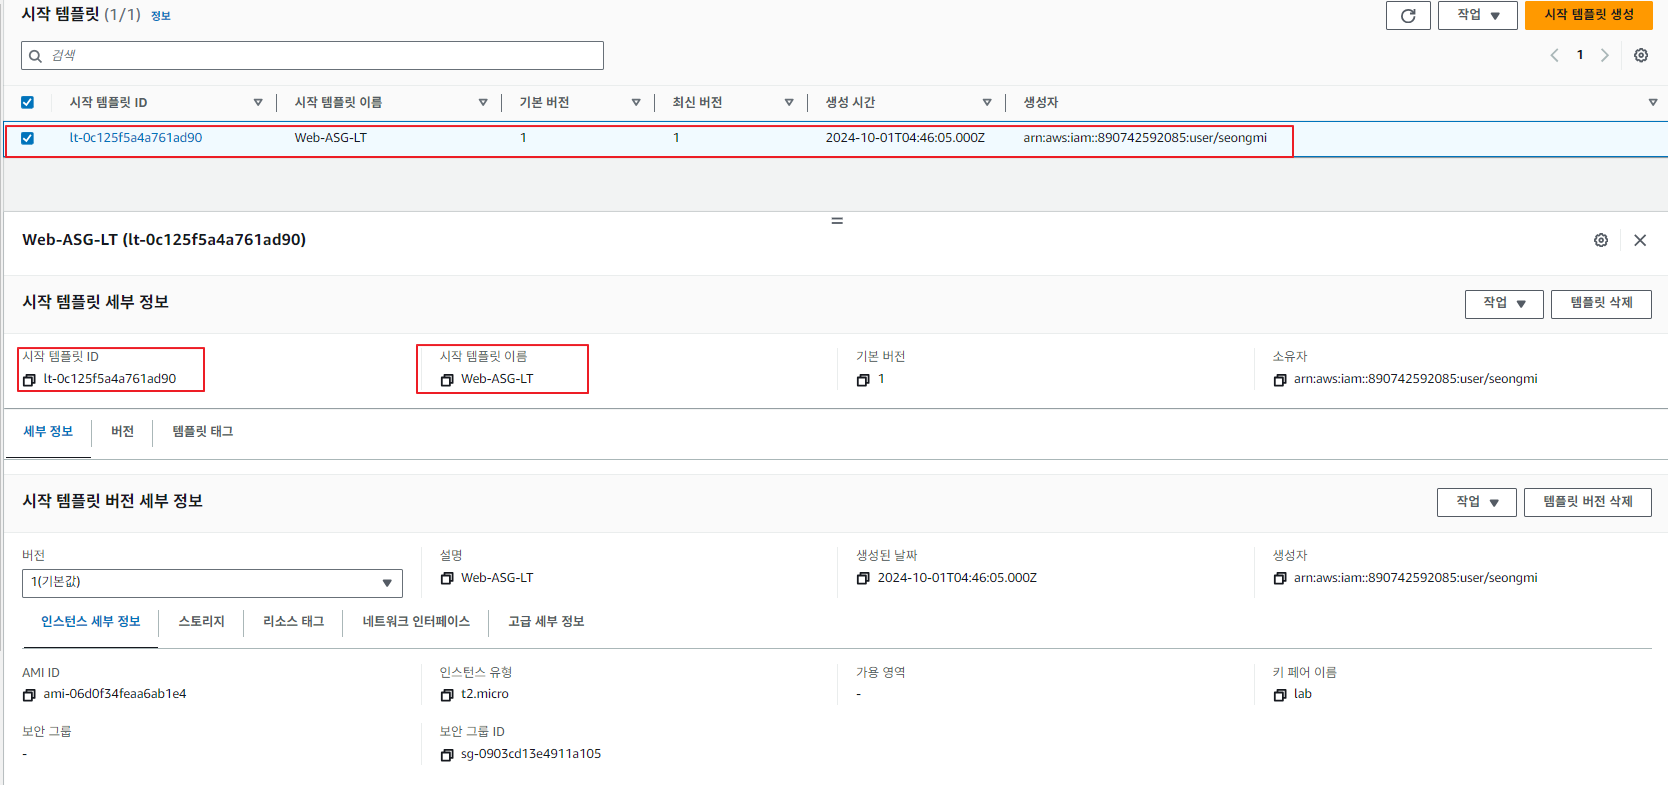 시작 템플릿 (1/1) 정보
작업
시작 템플릿 생성
검색
1
시작 템플릿 ID 시작 템플릿 이름 기본 버전 최신 버전 생성 시간 생성자
lt-0c125f5a4a761ad90 Web-ASG-LT 1 1 2024-10-01T04:46:05.000Z arn:aws:iam::890742592085:user/seongmi
Web-ASG-LT (lt-0c125f5a4a761ad90)
시작 템플릿 세부 정보
작업
템플릿 삭제
시작 템플릿 ID 시작 템플릿 이름 기본 버전 소유자
lt-0c125f5a4a761ad90 Web-ASG-LT 1 arn:aws:iam::890742592085:user/seongmi
세부 정보 버전 템플릿 태그
시작 템플릿 버전 세부 정보
작업
템플릿 버전 삭제
버전 설명 생성된 날짜 생성자
1(기본값) Web-ASG-LT 2024-10-01T04:46:05.000Z arn:aws:iam::890742592085:user/seongmi
인스턴스 세부 정보 스토리지 리소스 태그 네트워크 인터페이스 고급 세부 정보
AMI ID 인스턴스 유형 가용 영역 키 페어 이름
ami-06d0f34feaa6ab1e4 t2.micro - lab
보안 그룹 보안 그룹 ID
- sg-0903cd13e4911a105